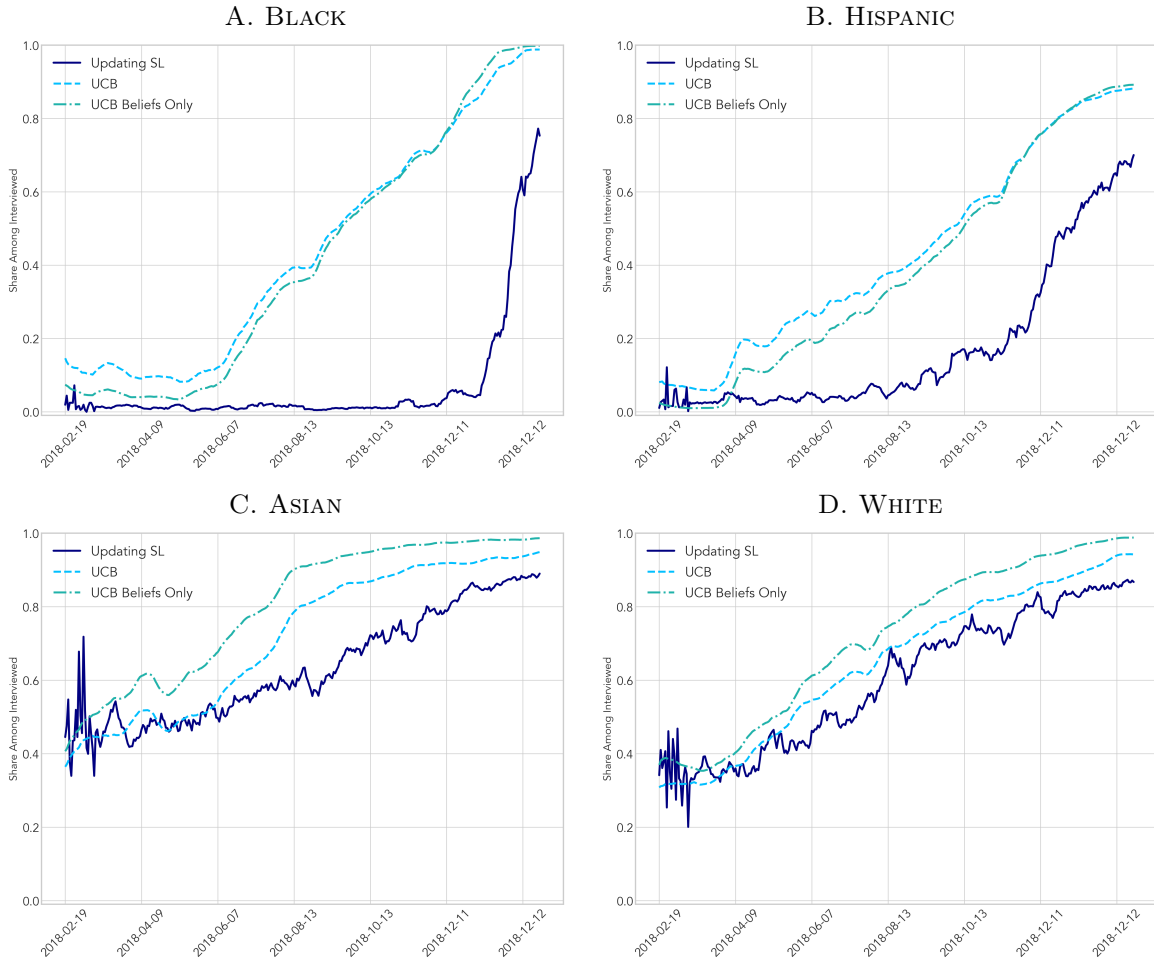 A. BLACK
Updating SL
UCB
UCB Beliefs Only
Share Among Interviewed
1.0
0.8
0.6
0.4
0.2
0.0
2018-02-19
2018-04-09
2018-06-07
2018-08-13
2018-10-13
2018-12-11
2018-12-12
B. HISPANIC
Updating SL
UCB
UCB Beliefs Only
Share Among Interviewed
1.0
0.8
0.6
0.4
0.2
0.0
2018-02-19
2018-04-09
2018-06-07
2018-08-13
2018-10-13
2018-12-11
2018-12-12
C. ASIAN
Updating SL
UCB
UCB Beliefs Only
Share Among Interviewed
1.0
0.8
0.6
0.4
0.2
0.0
2018-02-19
2018-04-09
2018-06-07
2018-08-13
2018-10-13
2018-12-11
2018-12-12
D. WHITE
Updating SL
UCB
UCB Beliefs Only
Share Among Interviewed
1.0
0.8
0.6
0.4
0.2
0.0
2018-02-19
2018-04-09
2018-06-07
2018-08-13
2018-10-13
2018-12-11
2018-12-12